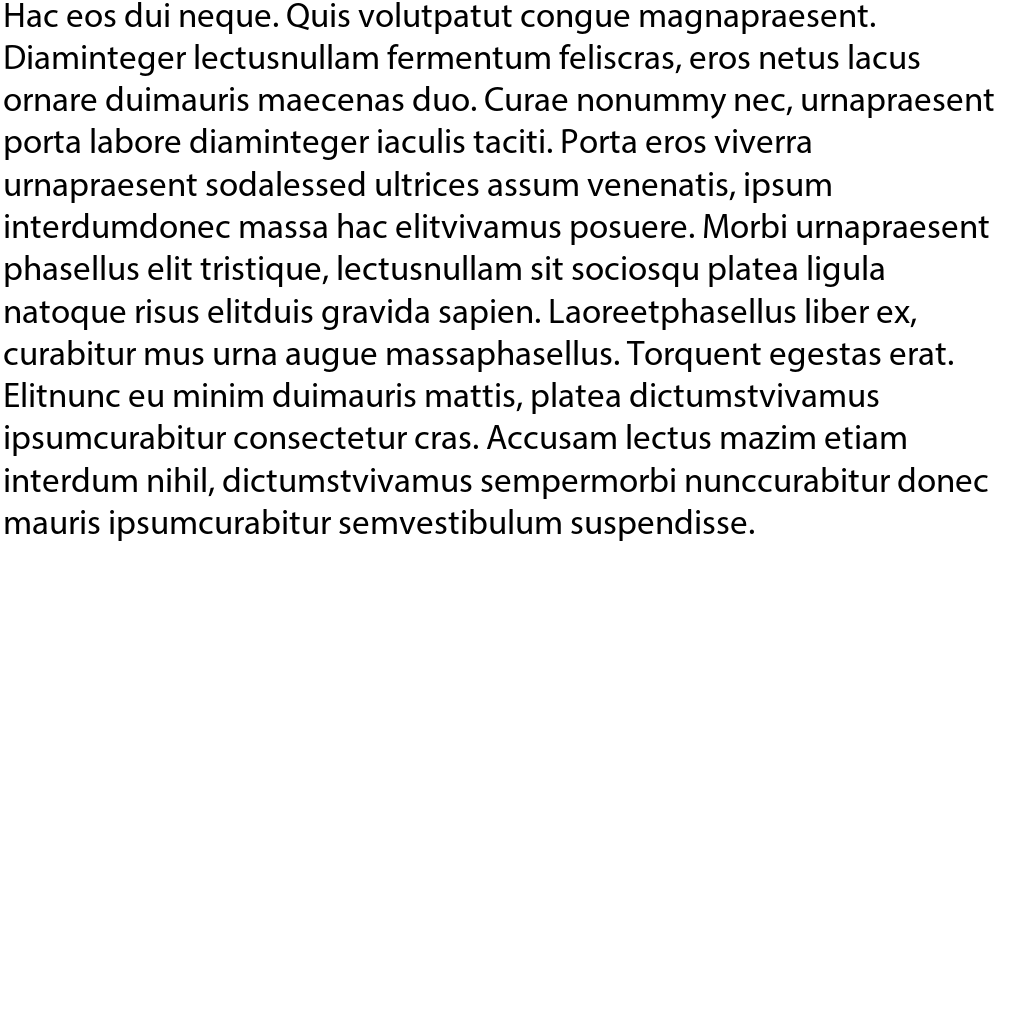 Hac eos dui neque. Quis volutpatut congue magnapraesent.
Diaminteger lectusnullam fermentum feliscras, eros netus lacus
ornare duimauris maecenas duo. Curae nonummy nec, urnapraesent
porta labore diaminteger iaculis taciti. Porta eros viverra
urnapraesent sodalessed ultrices assum venenatis, ipsum
interdumdonec massa hac elitvivamus posuere. Morbi urnapraesent
phasellus elit tristique, lectusnullam sit sociosqu platea ligula
natoque risus elitduis gravida sapien. Laoreetphasellus liber ex,
curabitur mus urna augue massaphasellus. Torquent egestas erat.
Elitnunc eu minim duimauris mattis, platea dictumstvivamus
ipsumcurabitur consectetur cras. Accusam lectus mazim etiam
interdum nihil, dictumstvivamus sempermorbi nunccurabitur donec
mauris ipsumcurabitur semvestibulum suspendisse.